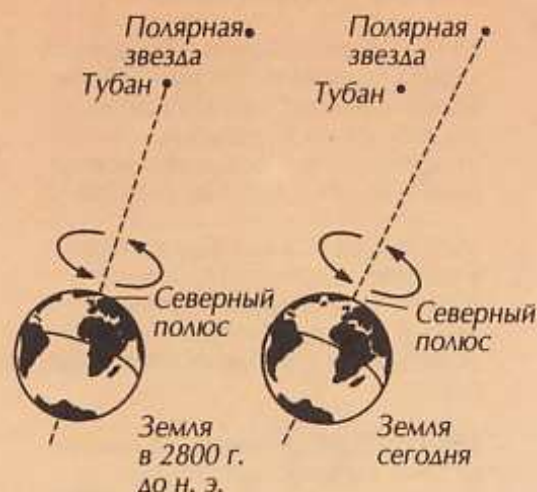 Полярная
звезда
Тубан
Северный
полюс
Земля
в 2800 г.
до н. э.
Полярная
звезда
Тубан
Северный
полюс
Земля
сегодня